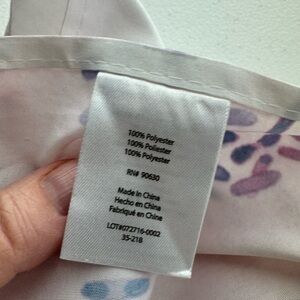 100% Polyester
100% Poliester
100% Polyester
RN# 90630
Made in China
Hecho en China
Fabriqué en Chine
LOT#072716-0002
35-218